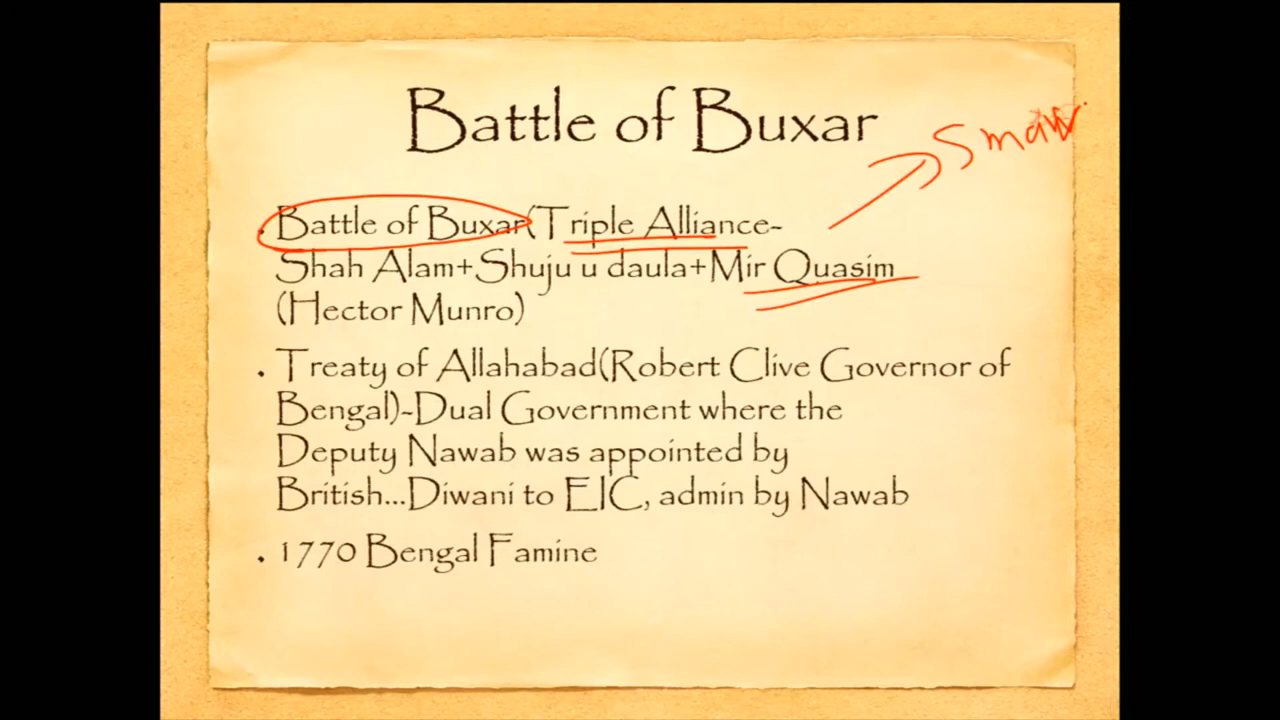 Battle of Buxar
. Battle of Buxar(Triple Alliance-
Shah Alam+Shuju u daula+Mir Quasim
(Hector Munro)
. Treaty of Allahabad(Robert Clive Governor of
Bengal)-Dual Government where the
Deputy Nawab was appointed by
British...Diwani to EIC, admin by Nawab
. 1770 Bengal Famine